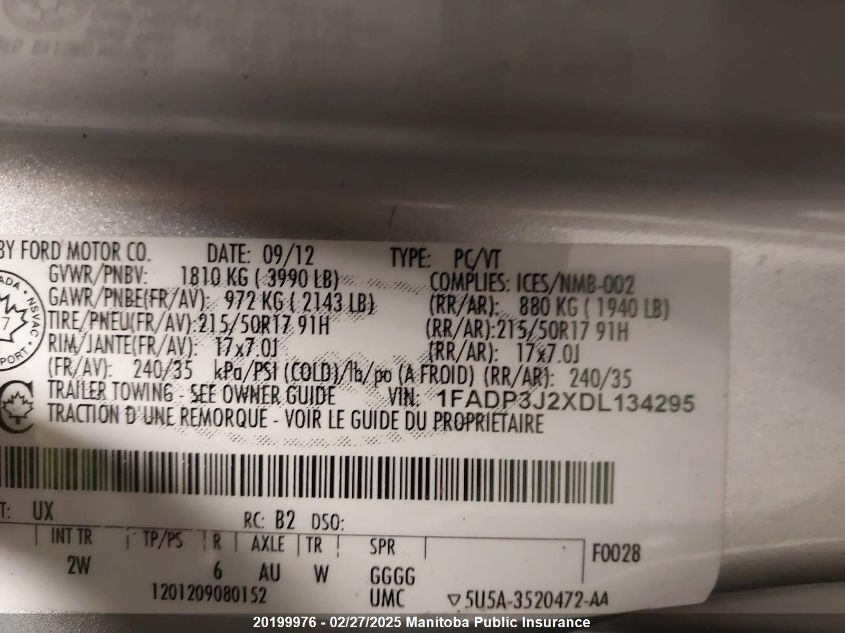 BY FORD MOTOR CO. DATE: 09/12 TYPE: PC/VT
GVWR/PNBV: 1810 KG ( 3990 LB) COMPLIES: ICES/NMB-002
GAWR/PNBE(FR/AV): 972 KG ( 2143 LB) (RR/AR): 880 KG ( 1940 LB)
TIRE/PNEU(FR/AV): 215/50R17 91H (RR/AR): 215/50R17 91H
RIM/JANTE(FR/AV): 17x7.0J (RR/AR): 17x7.0J
(FR/AV): 240/35 kPa/PSI (COLD)/lb/po (A FROID) (RR/AR): 240/35
TRAILER TOWING - SEE OWNER GUIDE VIN: 1FADP3J2XDL134295
TRACTION D'UNE REMORQUE - VOIR LE GUIDE DU PROPRIÉTAIRE
T: UX RC: B2 DSO:
INT TR TP/PS R AXLE TR SPR F0028
2W 6 AU W GGGG
1201209080152 UMC ▽5U5A-3520472-AA
20199976 - 02/27/2025 Manitoba Public Insurance